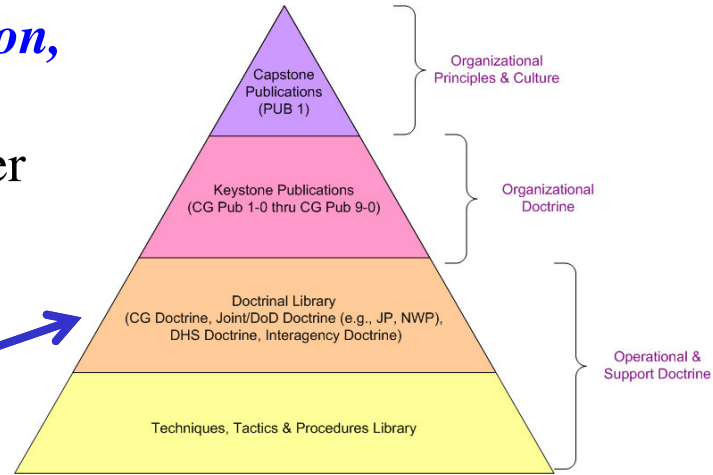 on,
er
Capstone
Publications
(PUB 1)
Organizational
Principles & Culture
Keystone Publications
(CG Pub 1-0 thru CG Pub 9-0)
Organizational
Doctrine
Doctrinal Library
(CG Doctrine, Joint/DoD Doctrine (e.g., JP, NWP),
DHS Doctrine, Interagency Doctrine)
Operational &
Support Doctrine
Techniques, Tactics & Procedures Library